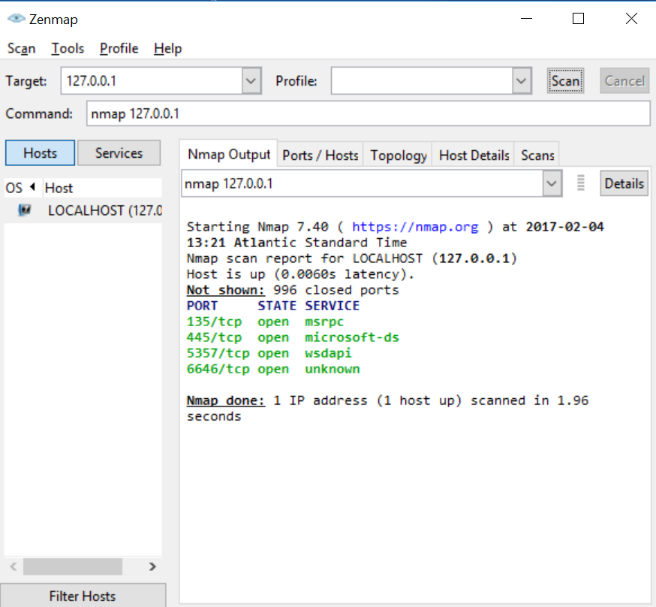 Zenmap
Scan Tools Profile Help
Target: 127.0.0.1 Profile: Scan Cancel
Command: nmap 127.0.0.1
Hosts Services
Nmap Output Ports / Hosts Topology Host Details Scans
OS Host
LOCALHOST (127.0
nmap 127.0.0.1 Details
Starting Nmap 7.40 ( https://nmap.org ) at 2017-02-04
13:21 Atlantic Standard Time
Nmap scan report for LOCALHOST (127.0.0.1)
Host is up (0.0060s latency).
Not shown: 996 closed ports
PORT STATE SERVICE
135/tcp open msrpc
445/tcp open microsoft-ds
5357/tcp open wsdapi
6646/tcp open unknown
Nmap done: 1 IP address (1 host up) scanned in 1.96
seconds
Filter Hosts